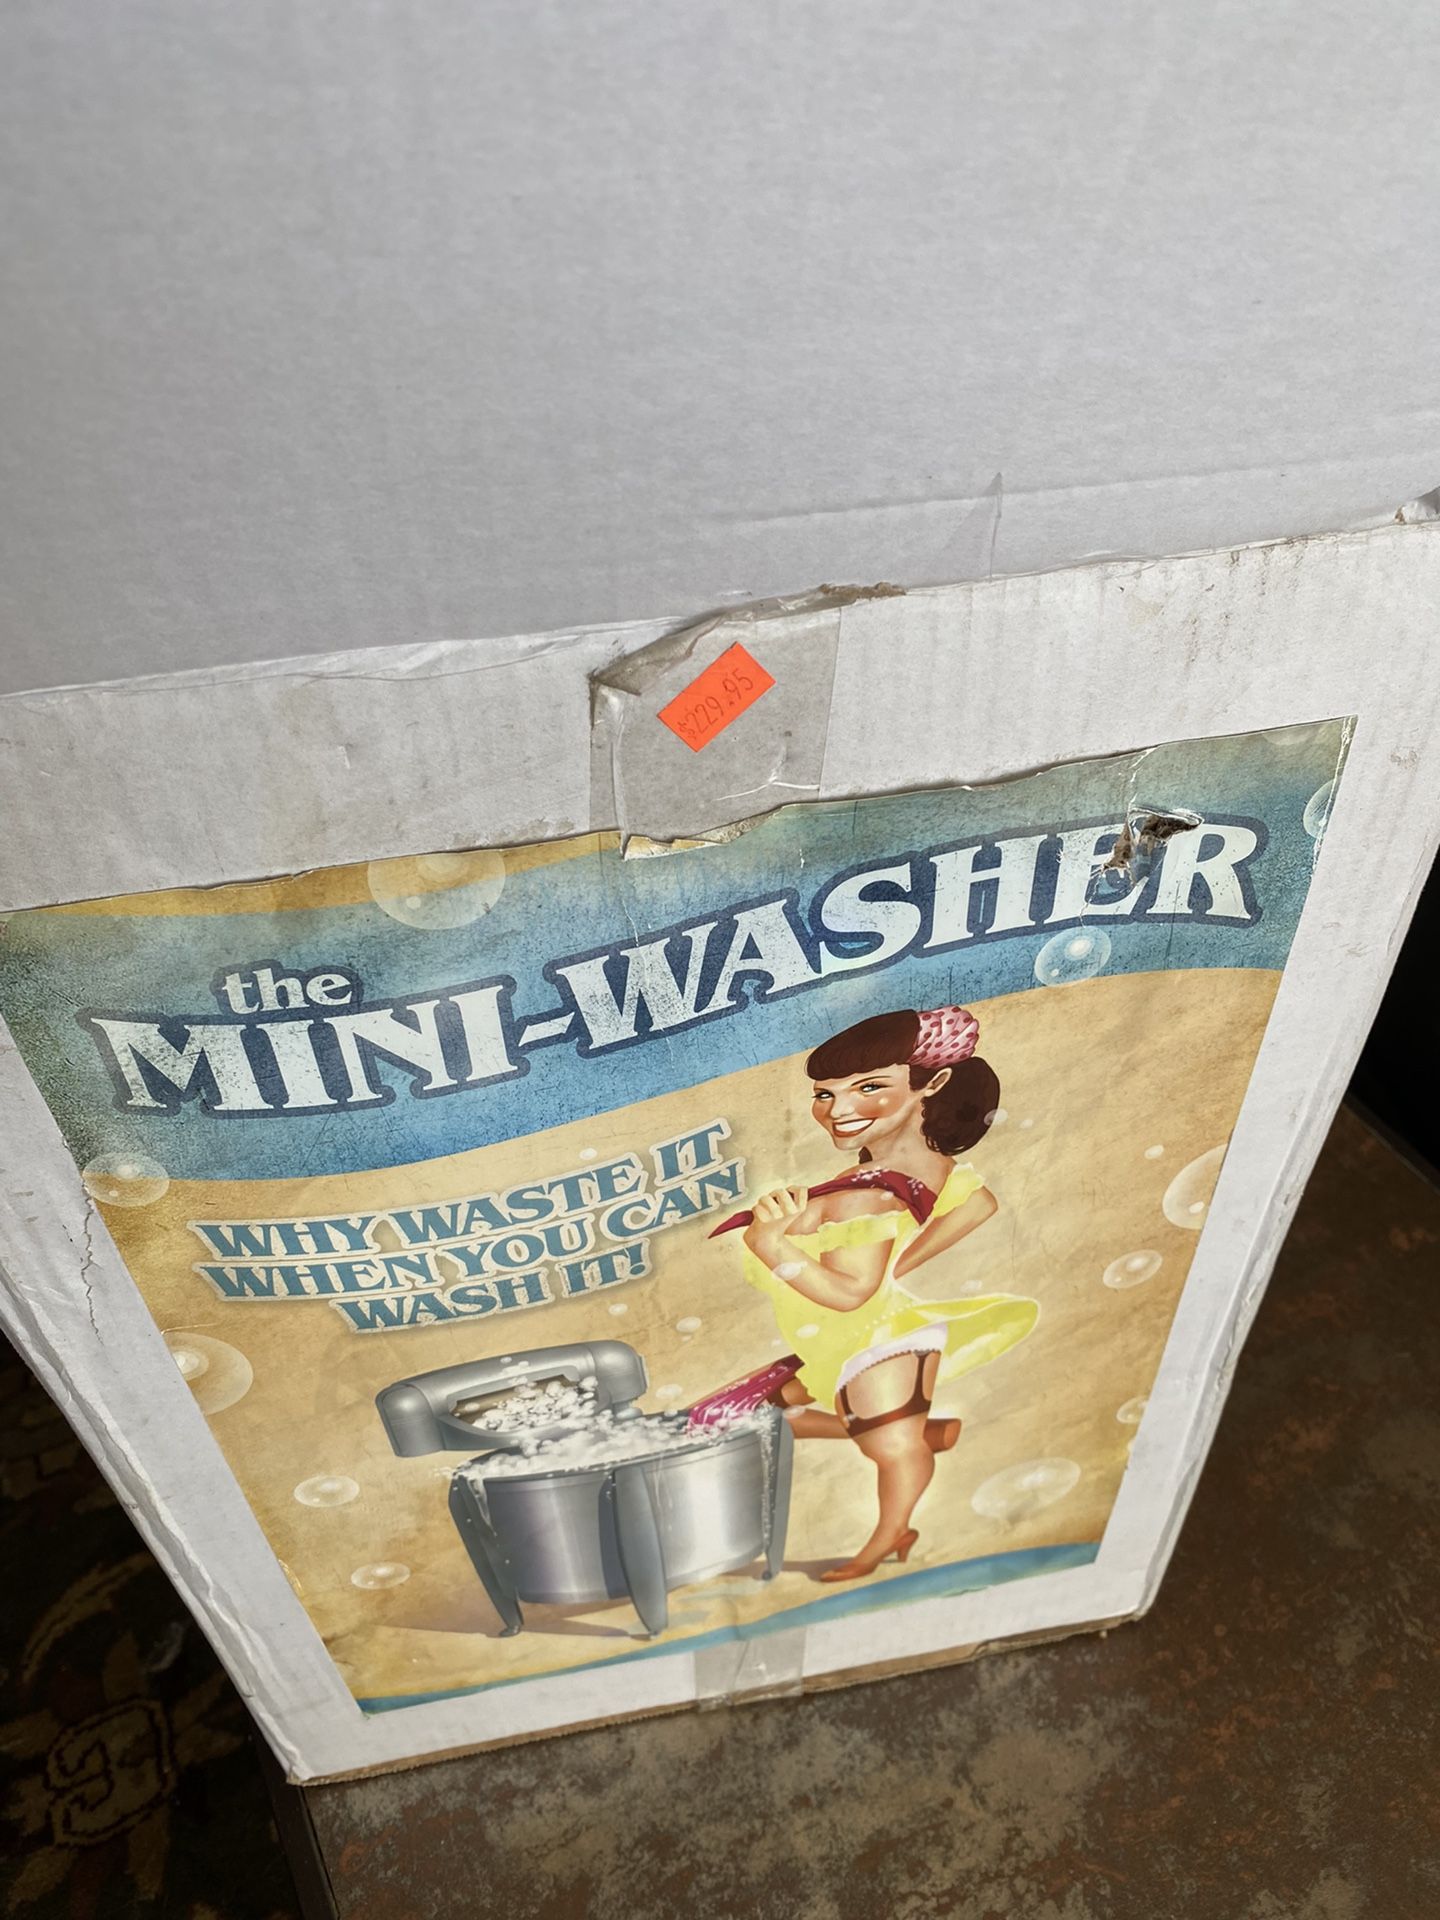 $229.95
the
MINI-WASHER
WHY WASTE IT
WHEN YOU CAN
WASH IT!